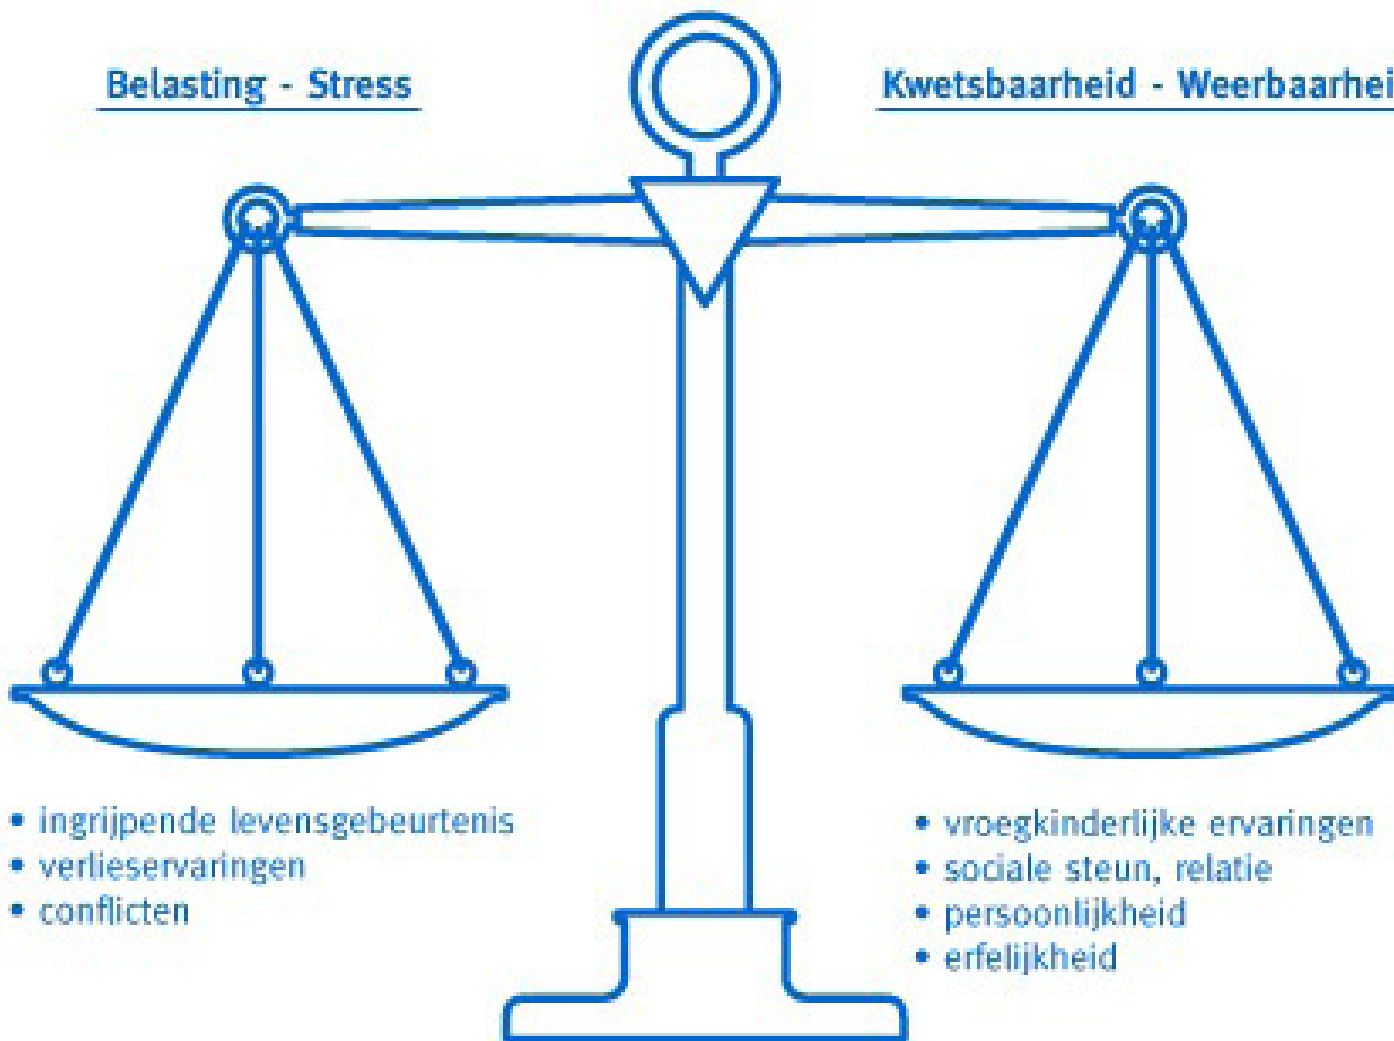 Belasting - Stress
Kwetsbaarheid - Weerbaarhei
• ingrijpende levensgebeurtenis
• verlieservaringen
• conflicten
• vroegkinderlijke ervaringen
• sociale steun, relatie
• persoonlijkheid
• erfelijkheid